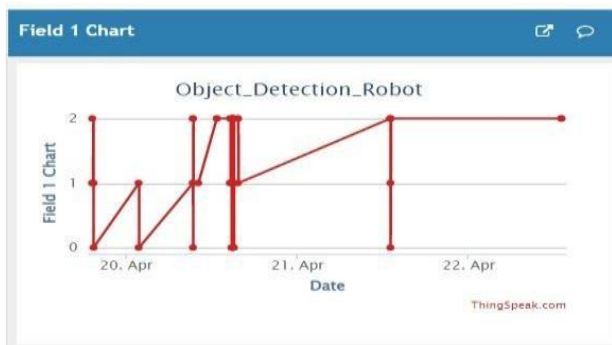 Field 1 Chart
Object_Detection_Robot
Field 1 Chart
2
1
0
20. Apr
21. Apr
22. Apr
Date
ThingSpeak.com